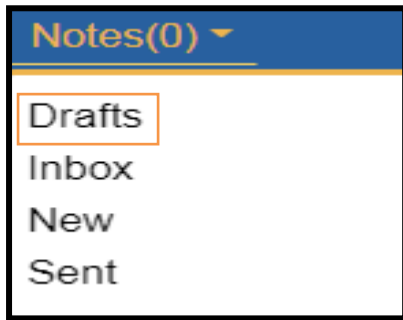 Notes(0)
Drafts
Inbox
New
Sent